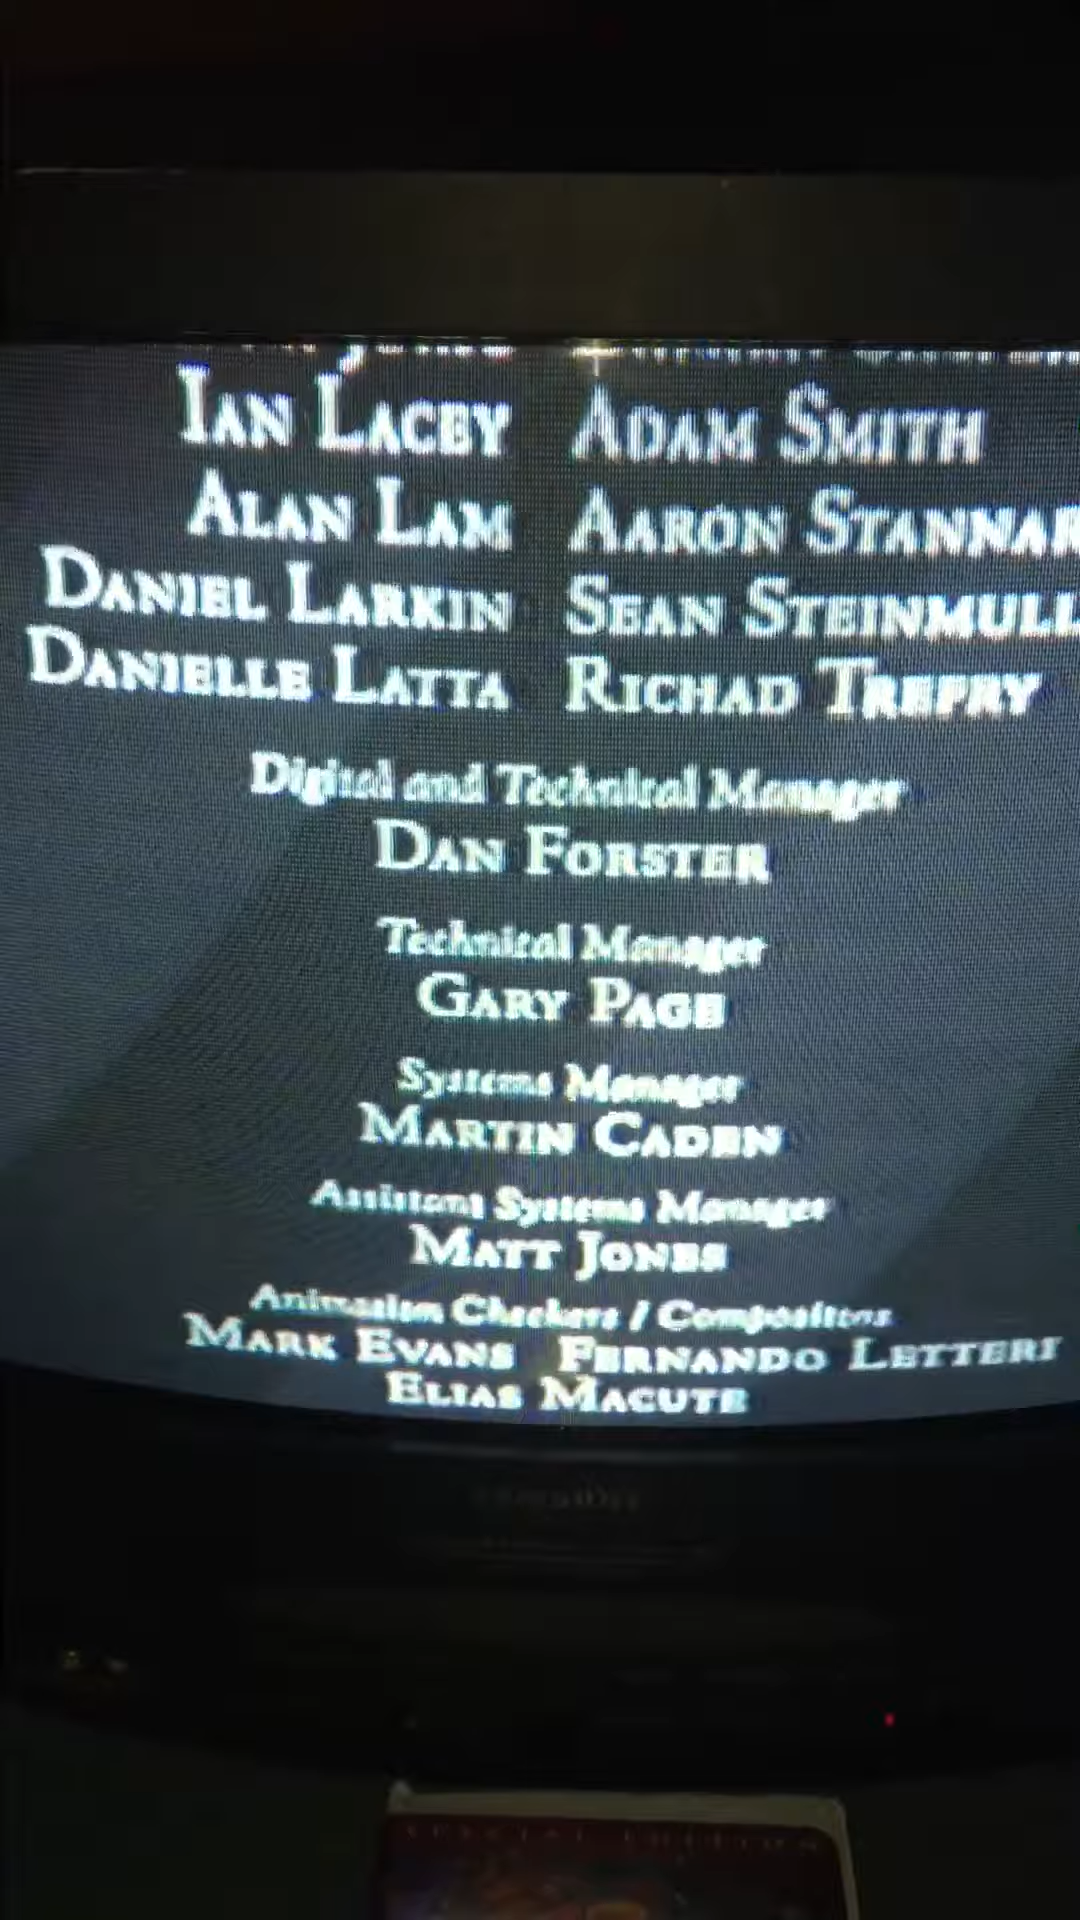 IAN LACEY ADAM SMITH
ALAN LAM AARON STANNAR
DANIEL LARKIN SEAN STEINMULL
DANIELLE LATTA RICHAD TREFRY
Digital and Technical Manager
DAN FORSTER
Technical Manager
GARY PAGE
Systems Manager
MARTIN CADEN
Assistant Systems Manager
MATT JONES
Animation Checkers / Compositors
MARK EVANS FERNANDO LETTERI
ELIAS MACUTE
SPECIAL EDITION